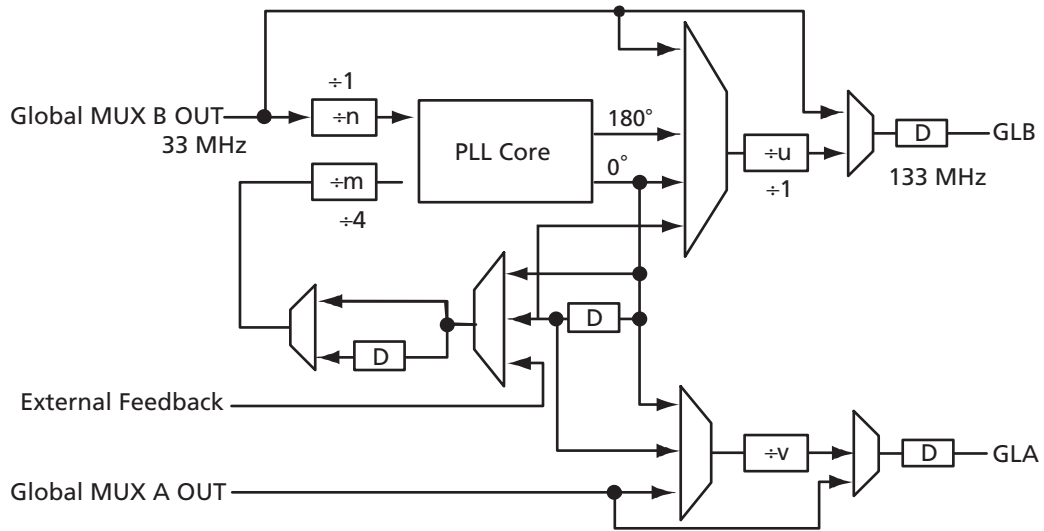 ÷1
Global MUX B OUT
÷n
33 MHz
PLL Core
180°
0°
÷u
÷1
D
GLB
133 MHz
÷m
÷4
D
D
External Feedback
÷v
D
GLA
Global MUX A OUT